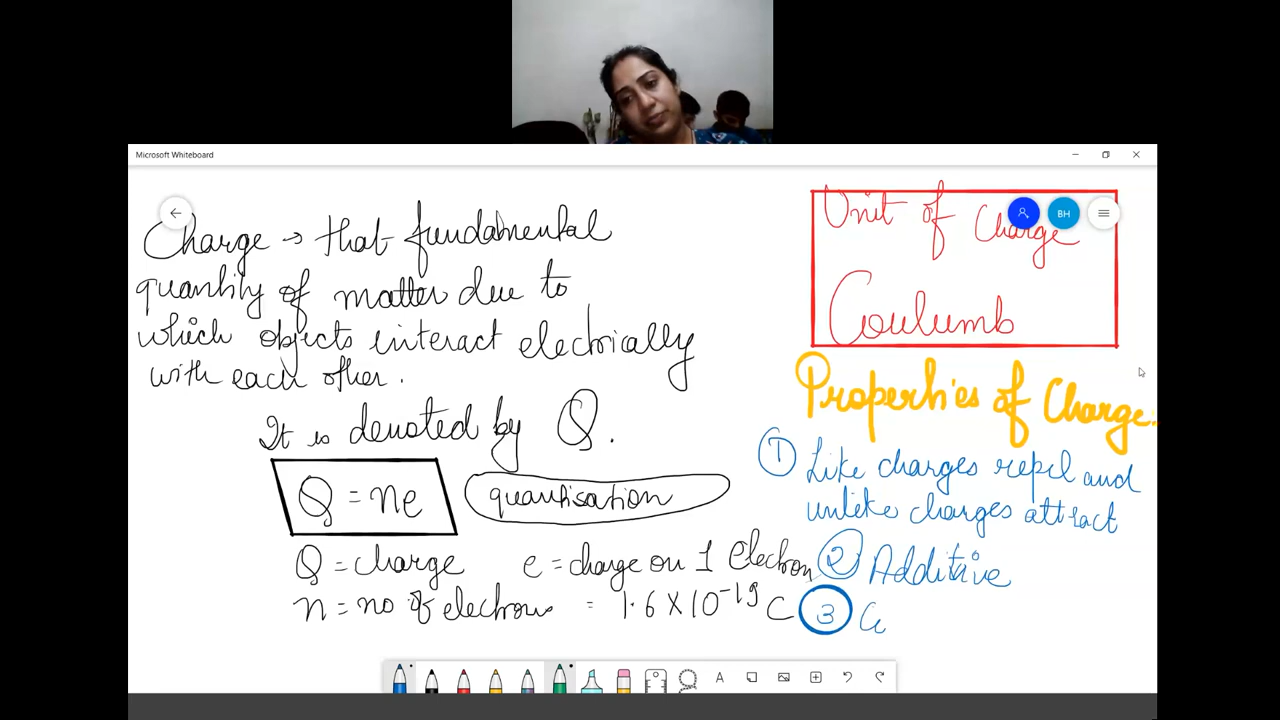 Microsoft Whiteboard
Charge → that fundamental
quantity of matter due to
which objects interact electrically
with each other.
It is denoted by Q.
Q = ne
quantisation
Q = charge
e = charge on 1 electron
n = no of electrons
= 1.6 X 10⁻¹⁹ C
Unit of Charge
BH
Coulumb
Properties of Charge:
① Like charges repel and
unlike charges attract
② Additive
③ C
A